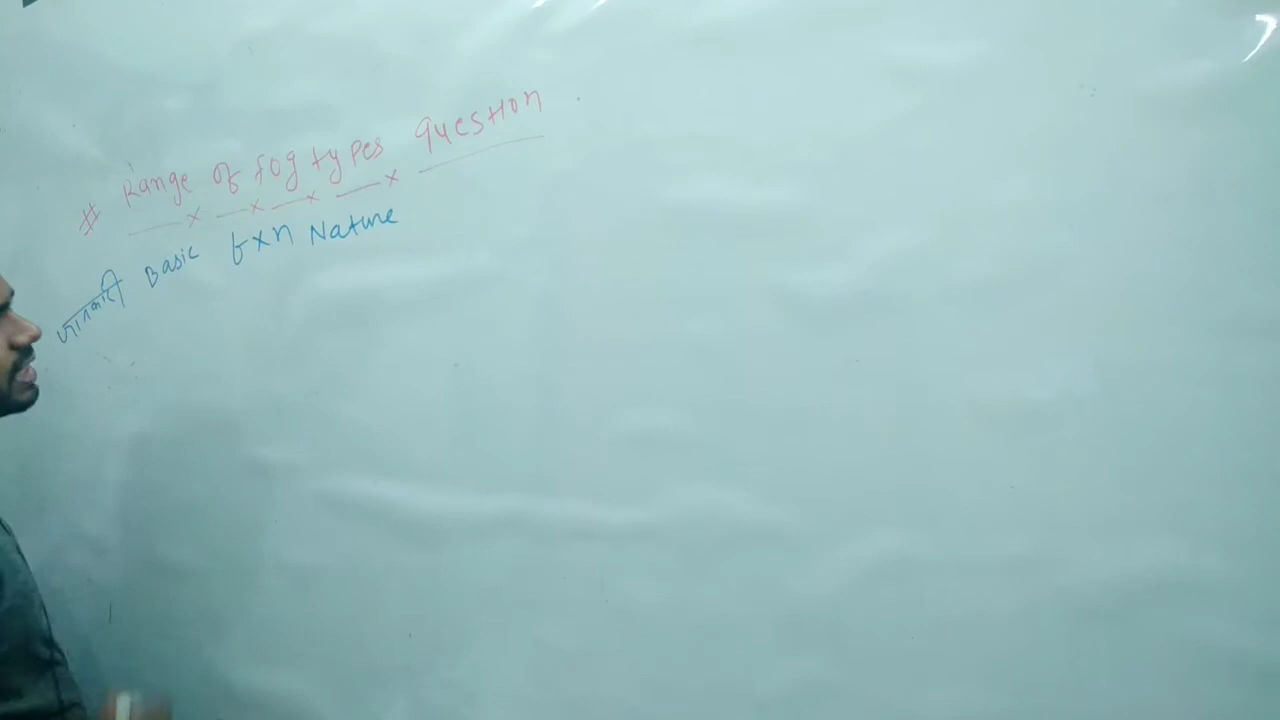 # Range of fog types question
जानकारी Basic fxn Nature